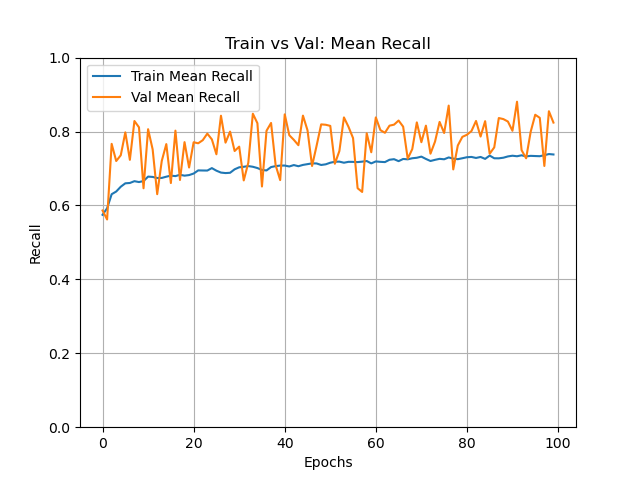 Train vs Val: Mean Recall
Train Mean Recall
Val Mean Recall
1.0
0.8
0.6
0.4
0.2
0.0
Recall
0 20 40 60 80 100
Epochs